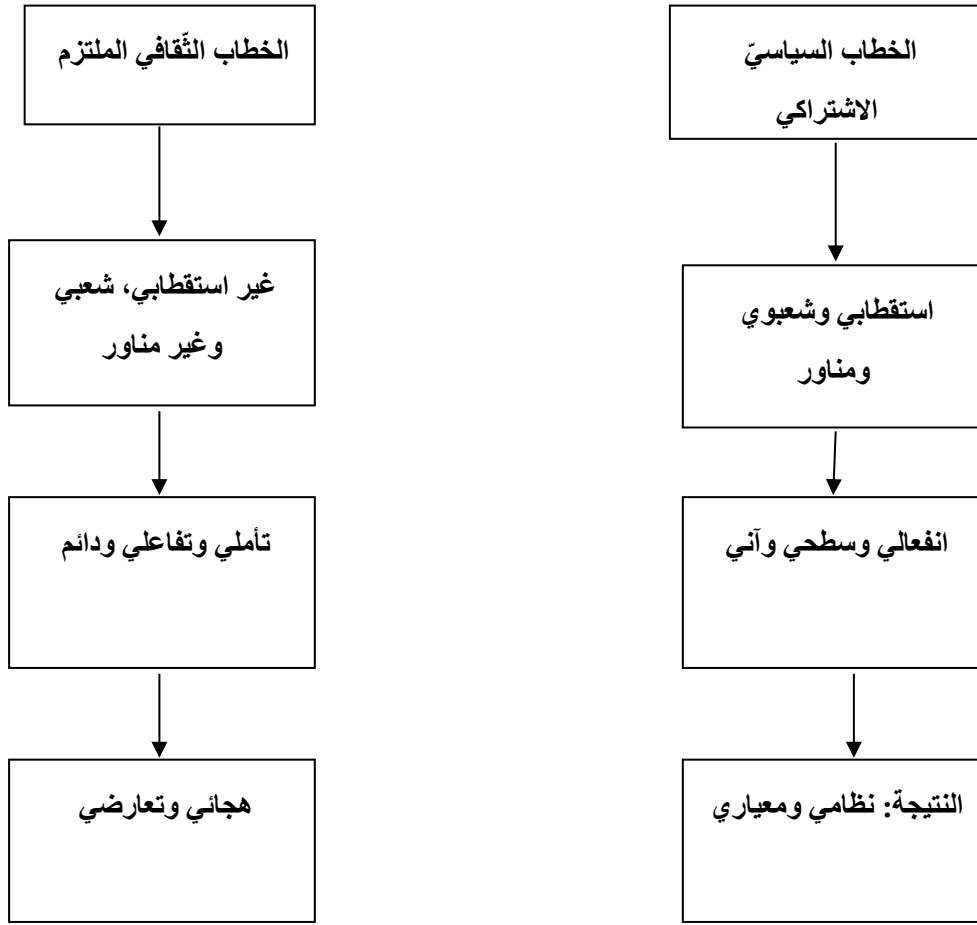 الخطاب السياسيّ
الاشتراكي
استقطابي وشعبوي
ومناور
انفعالي وسطحي وآني
النتيجة: نظامي ومعياري
الخطاب الثّقافي الملتزم
غير استقطابي، شعبي
وغير مناور
تأملي وتفاعلي ودائم
هجائي وتعارضي